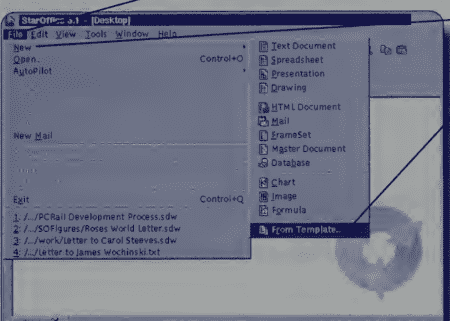 StarOffice 5.1 - [Desktop]
File Edit View Tools Window Help
New
Open.. Control+O
AutoPilot
New Mail
Exit Control+Q
1: /../PCRail Development Process.sdw
2: /../SOFigures/Roses World Letter.sdw
3: /../work/Letter to Carol Steeves.sdw
4: /../Letter to James Wochinski.txt
Text Document
Spreadsheet
Presentation
Drawing
HTML Document
Mail
FrameSet
Master Document
Database
Chart
Image
Formula
From Template..